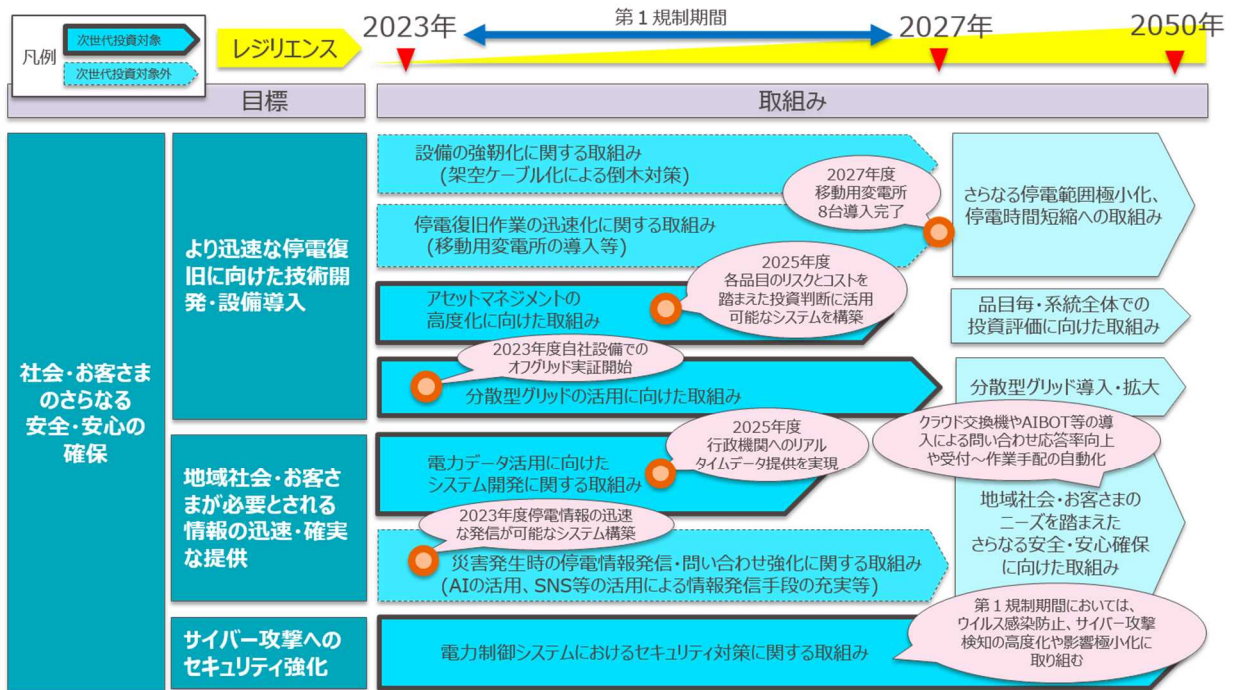 凡例
次世代投資対象
次世代投資対象外
レジリエンス
2023年
第１規制期間
2027年
2050年
目標
取組み
社会・お客さま
のさらなる
安全・安心の
確保
より迅速な停電復
旧に向けた技術開
発・設備導入
設備の強靭化に関する取組み
(架空ケーブル化による倒木対策)
停電復旧作業の迅速化に関する取組み
(移動用変電所の導入等)
2027年度
移動用変電所
8台導入完了
さらなる停電範囲極小化、
停電時間短縮への取組み
アセットマネジメントの
高度化に向けた取組み
2025年度
各品目のリスクとコストを
踏まえた投資判断に活用
可能なシステムを構築
品目毎・系統全体での
投資評価に向けた取組み
2023年度自社設備での
オフグリッド実証開始
分散型グリッドの活用に向けた取組み
分散型グリッド導入・拡大
地域社会・お客さ
まが必要とされる
情報の迅速・確実
な提供
電力データ活用に向けた
システム開発に関する取組み
2025年度
行政機関へのリアル
タイムデータ提供を実現
クラウド交換機やAIBOT等の導
入による問い合わせ応答率向上
や受付～作業手配の自動化
2023年度停電情報の迅速
な発信が可能なシステム構築
災害発生時の停電情報発信・問い合わせ強化に関する取組み
(AIの活用、SNS等の活用による情報発信手段の充実等)
地域社会・お客さまの
ニーズを踏まえた
さらなる安全・安心確保
に向けた取組み
サイバー攻撃への
セキュリティ強化
電力制御システムにおけるセキュリティ対策に関する取組み
第１規制期間においては、
ウイルス感染防止、サイバー攻撃
検知の高度化や影響極小化に
取り組む